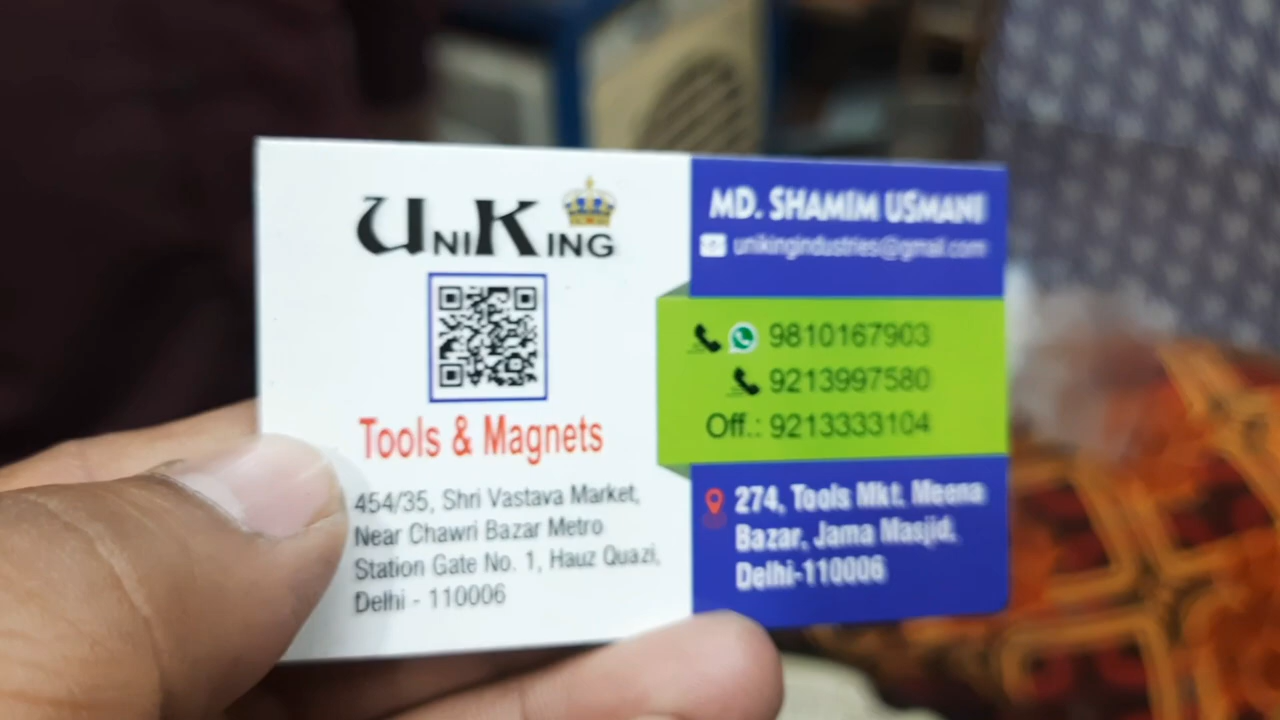 UNIKING
Tools & Magnets
454/35, Shri Vastava Market,
Near Chawri Bazar Metro
Station Gate No. 1, Hauz Quazi,
Delhi - 110006
MD. SHAMIM USMANI
unikingindustries@gmail.com
9810167903
9213997580
Off.: 9213333104
274, Tools Mkt. Meena
Bazar, Jama Masjid,
Delhi-110006